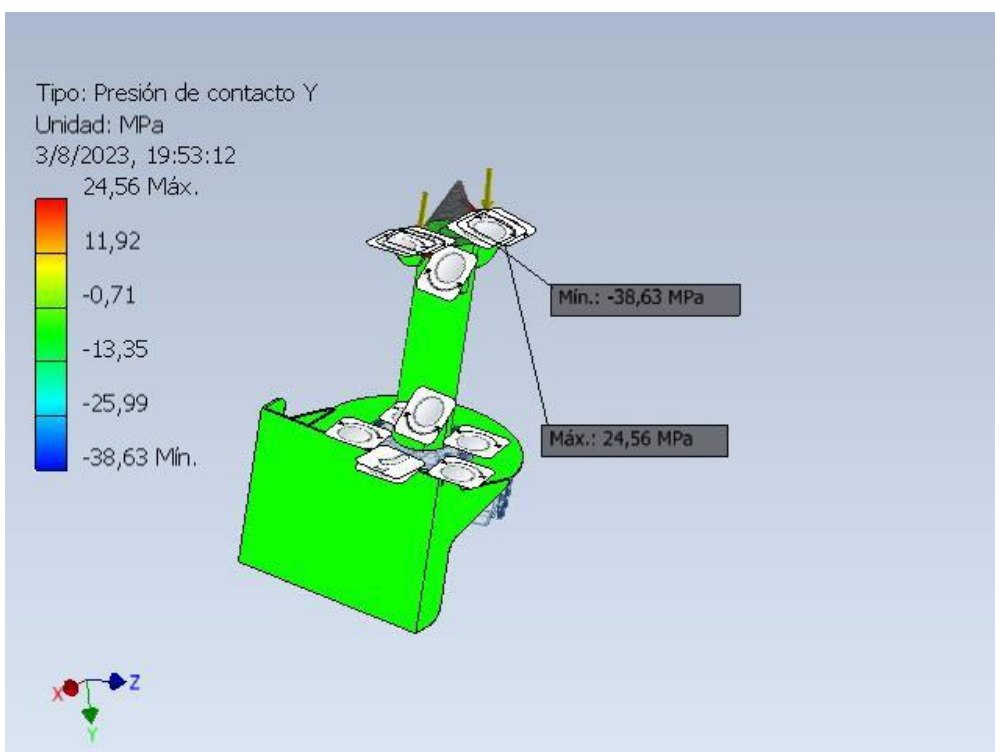 Tipo: Presión de contacto Y
Unidad: MPa
3/8/2023, 19:53:12
24,56 Máx.
11,92
-0,71
-13,35
-25,99
-38,63 Mín.
Mín.: -38,63 MPa
Máx.: 24,56 MPa
X
Z
Y